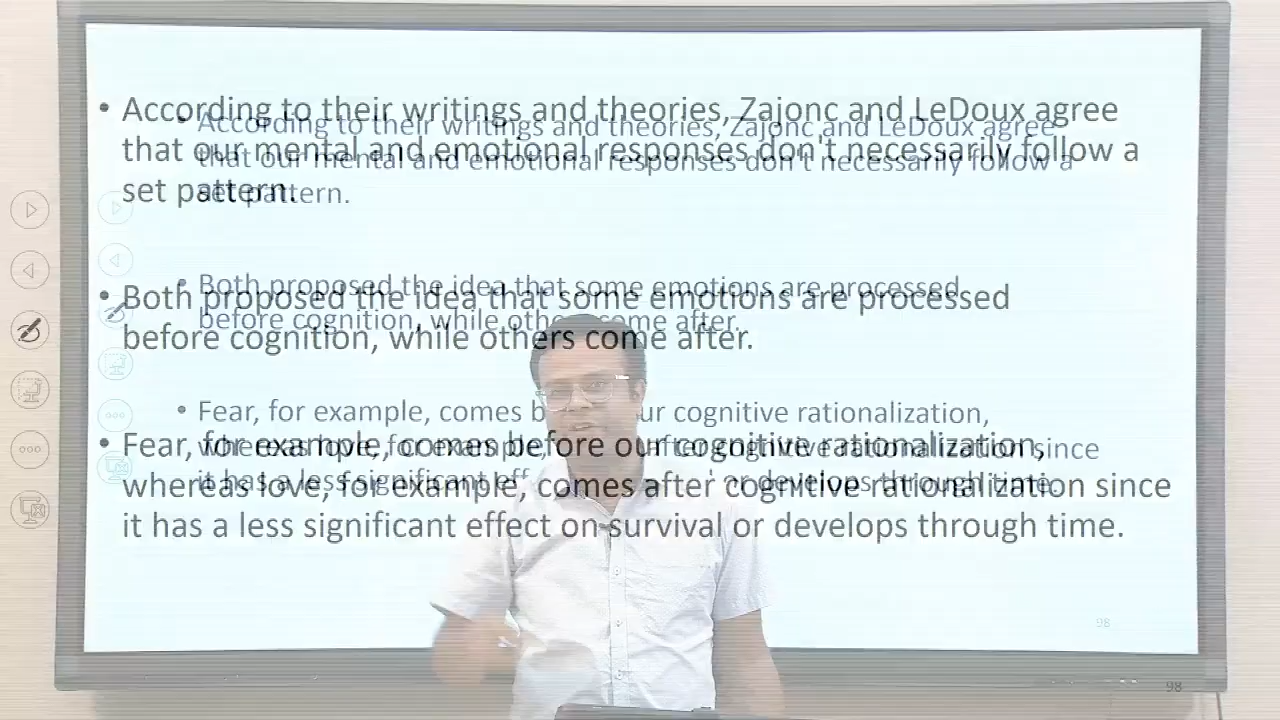 • According to their writings and theories, Zajonc and LeDoux agree
that our mental and emotional responses don't necessarily follow a
set pattern.
• Both proposed the idea that some emotions are processed
before cognition, while others come after.
• Fear, for example, comes before our cognitive rationalization,
whereas love, for example, comes after cognitive rationalization since
it has a less significant effect on survival or develops through time.
98
98